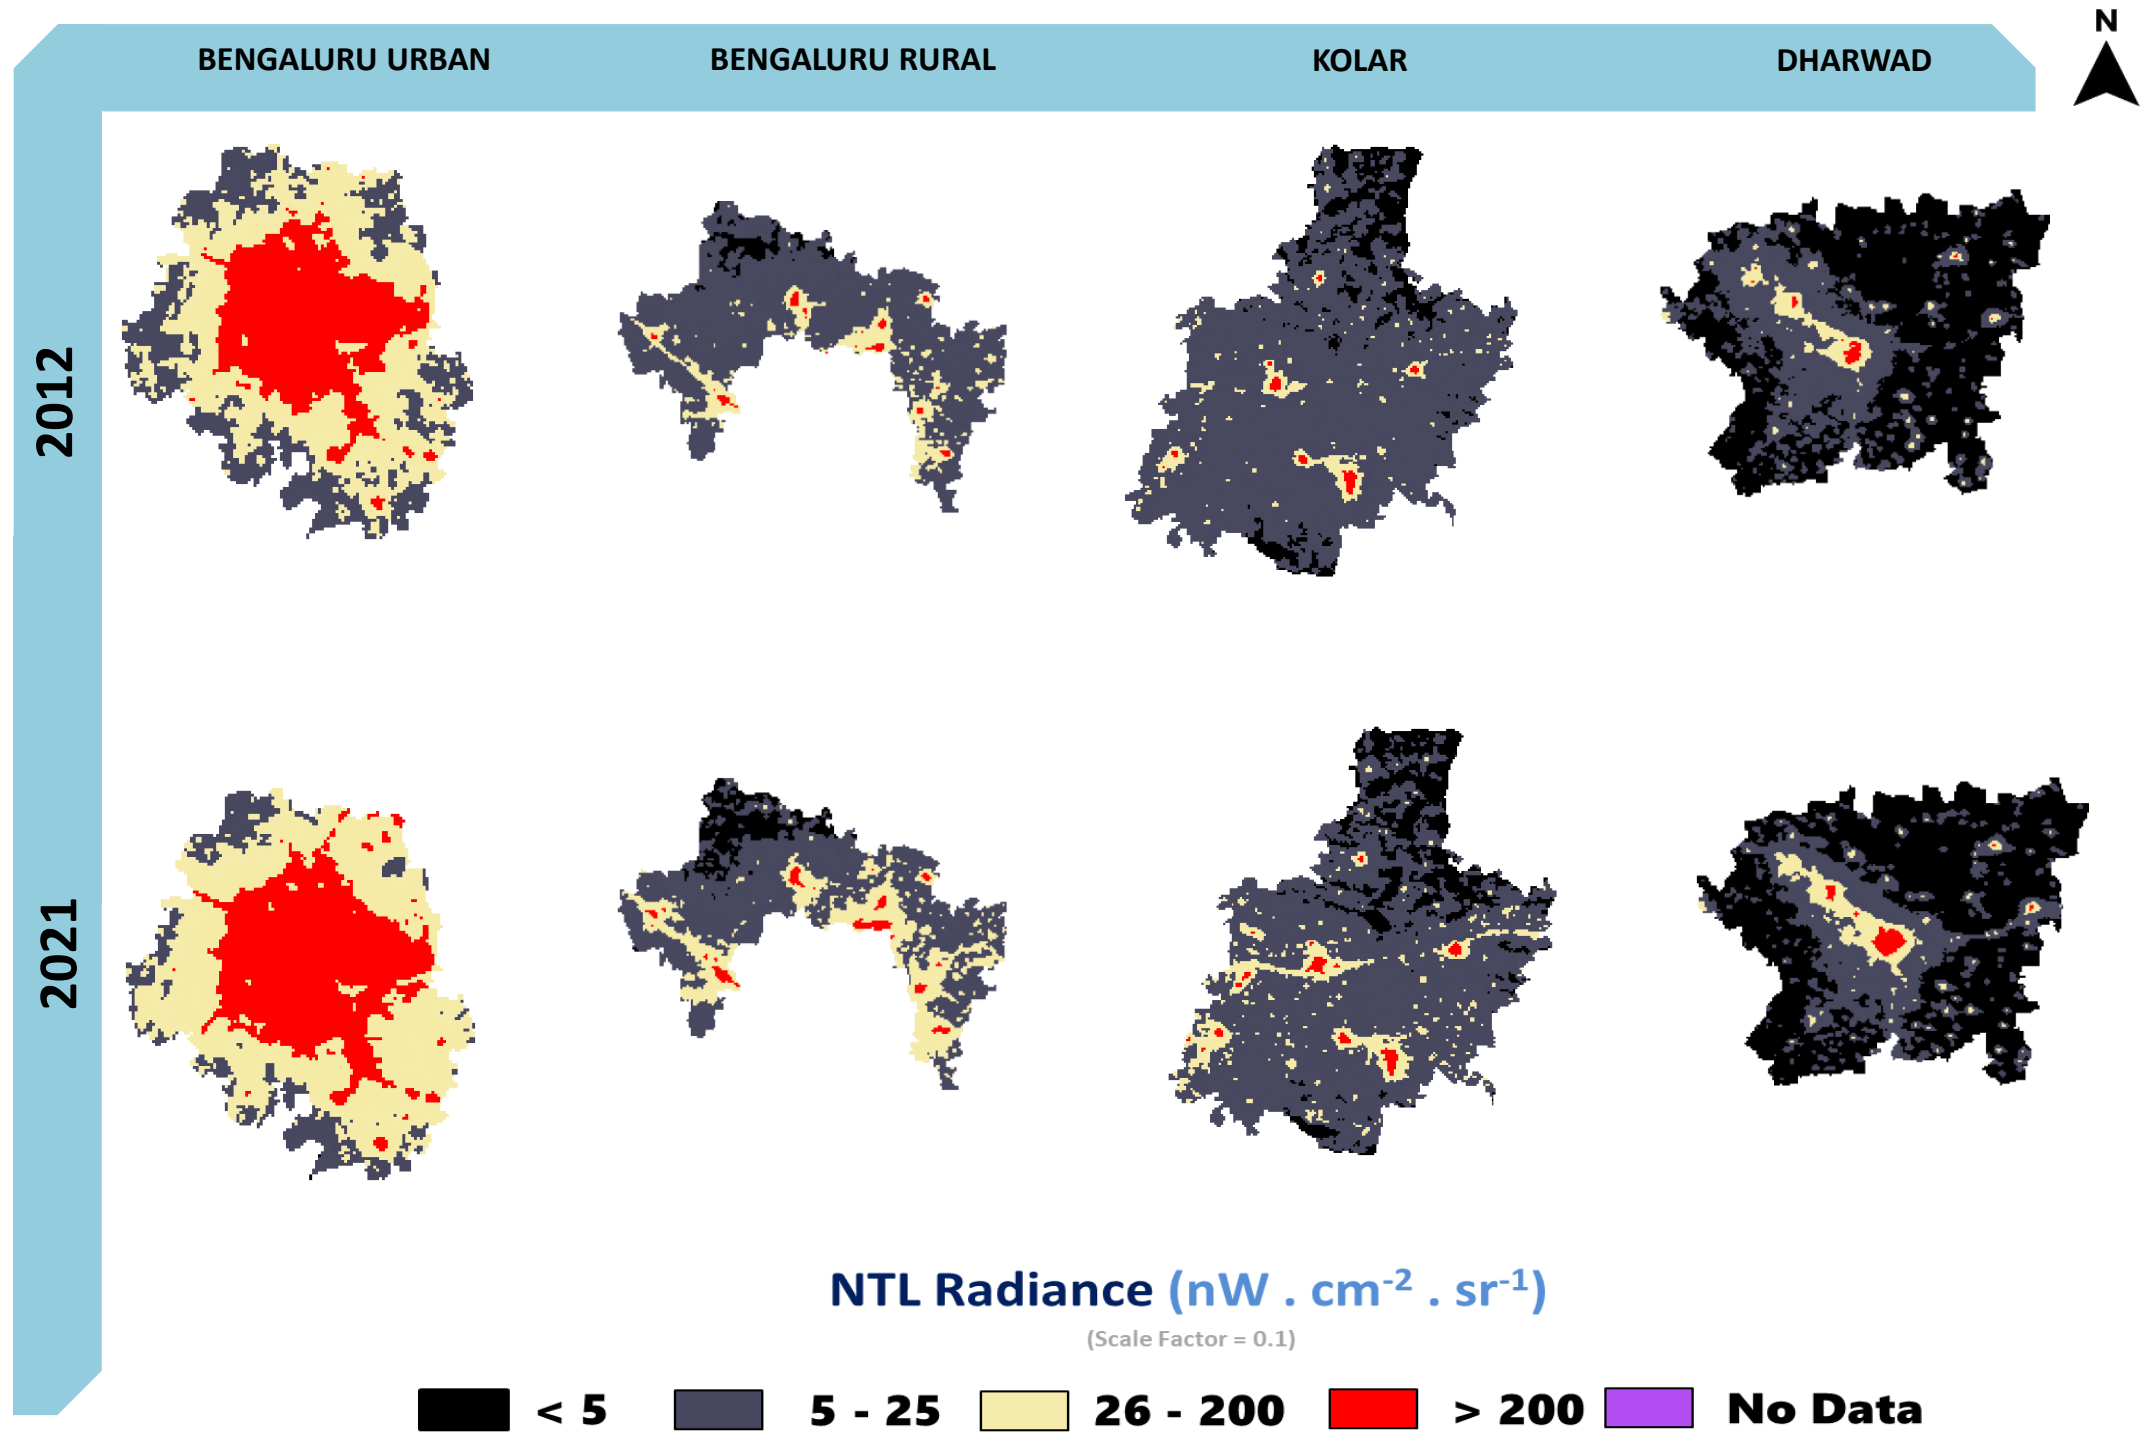 N
BENGALURU URBAN
BENGALURU RURAL
KOLAR
DHARWAD
2012
2021
NTL Radiance (nW . cm⁻² . sr⁻¹)
(Scale Factor = 0.1)
< 5
5 - 25
26 - 200
> 200
No Data